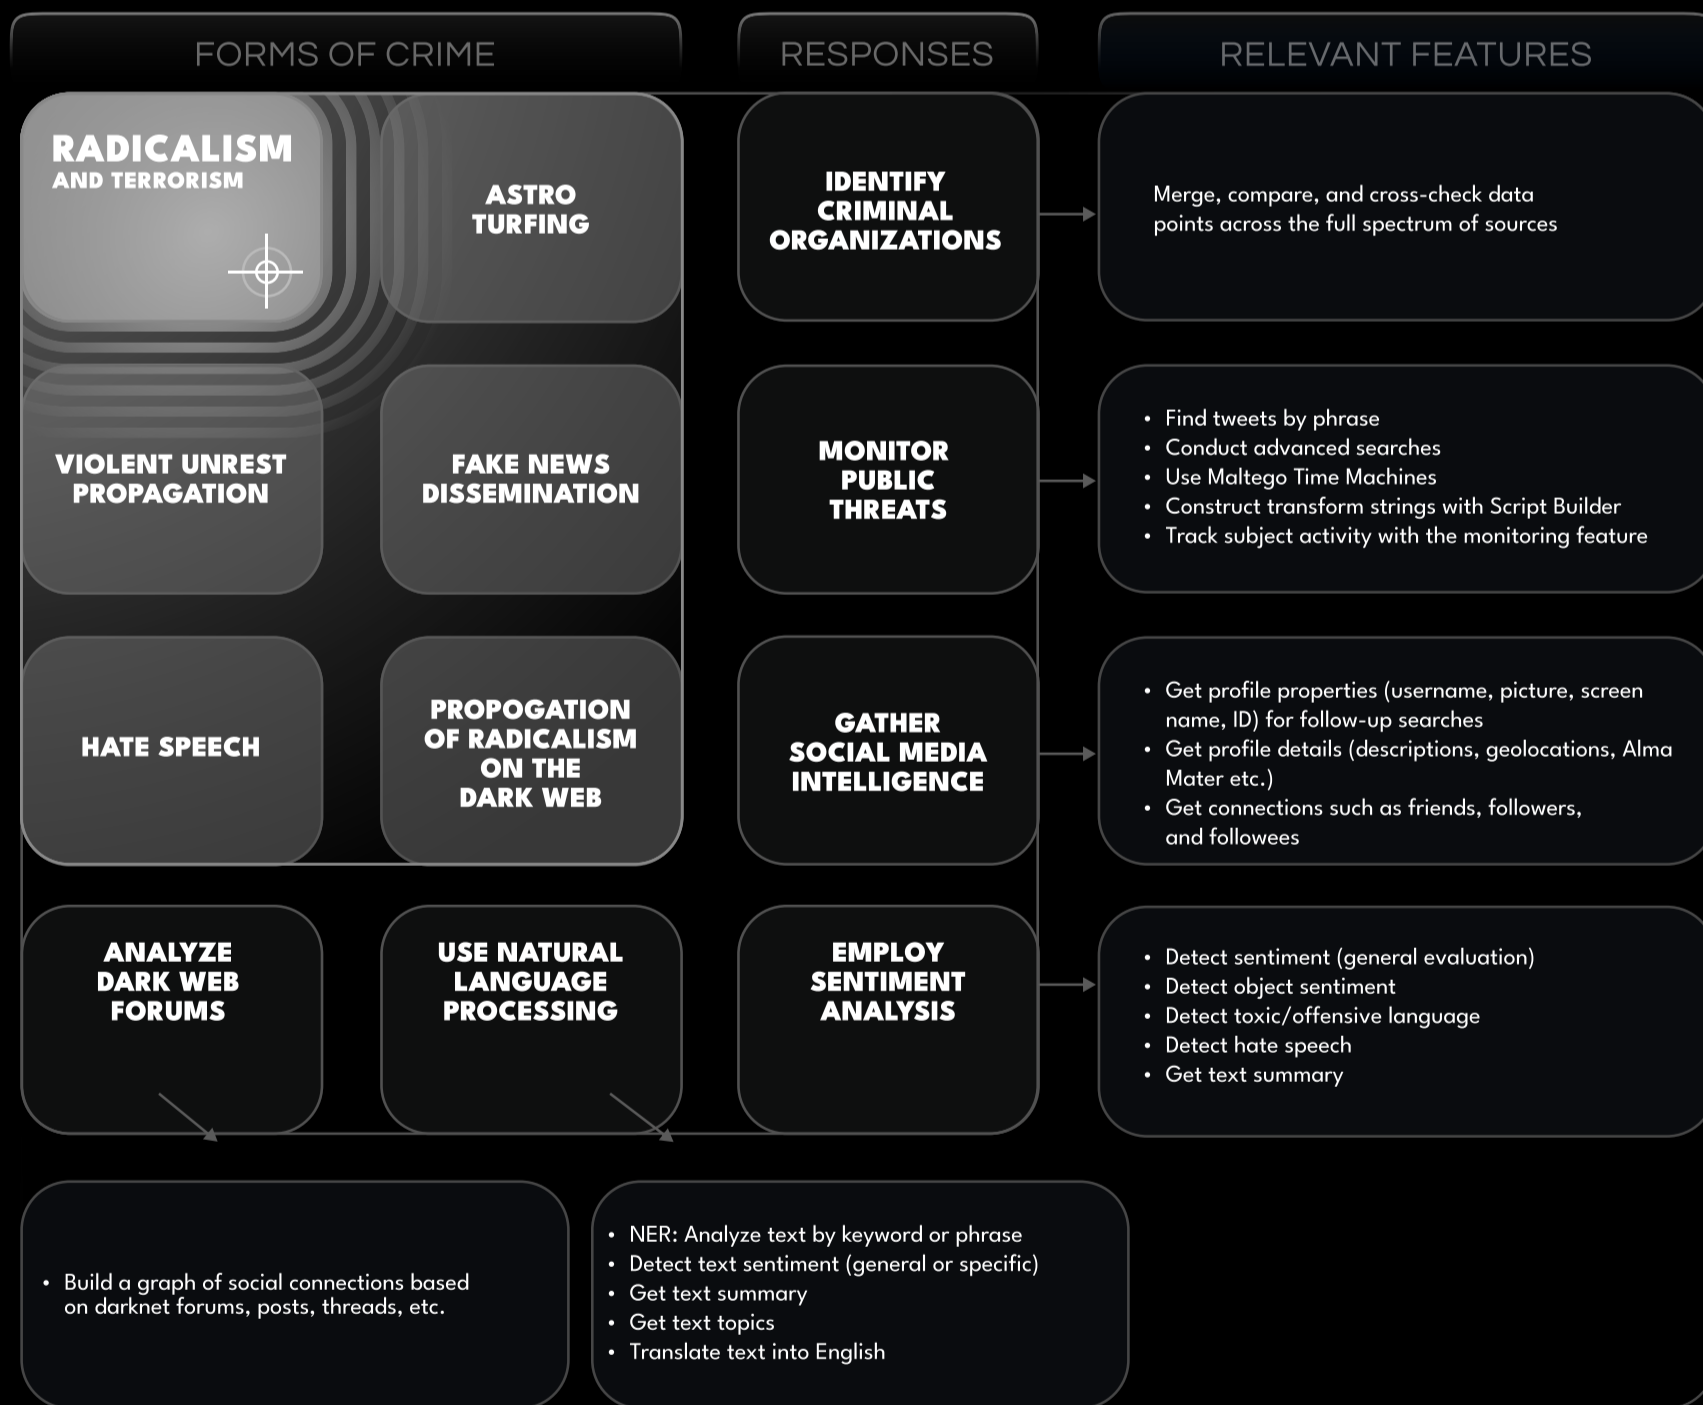 FORMS OF CRIME
RESPONSES
RELEVANT FEATURES
RADICALISM
AND TERRORISM
ASTRO
TURFING
IDENTIFY
CRIMINAL
ORGANIZATIONS
Merge, compare, and cross-check data
points across the full spectrum of sources
VIOLENT UNREST
PROPAGATION
FAKE NEWS
DISSEMINATION
MONITOR
PUBLIC
THREATS
• Find tweets by phrase
• Conduct advanced searches
• Use Maltego Time Machines
• Construct transform strings with Script Builder
• Track subject activity with the monitoring feature
HATE SPEECH
PROPOGATION
OF RADICALISM
ON THE
DARK WEB
GATHER
SOCIAL MEDIA
INTELLIGENCE
• Get profile properties (username, picture, screen
name, ID) for follow-up searches
• Get profile details (descriptions, geolocations, Alma
Mater etc.)
• Get connections such as friends, followers,
and followees
ANALYZE
DARK WEB
FORUMS
USE NATURAL
LANGUAGE
PROCESSING
EMPLOY
SENTIMENT
ANALYSIS
• Detect sentiment (general evaluation)
• Detect object sentiment
• Detect toxic/offensive language
• Detect hate speech
• Get text summary
• Build a graph of social connections based
on darknet forums, posts, threads, etc.
• NER: Analyze text by keyword or phrase
• Detect text sentiment (general or specific)
• Get text summary
• Get text topics
• Translate text into English